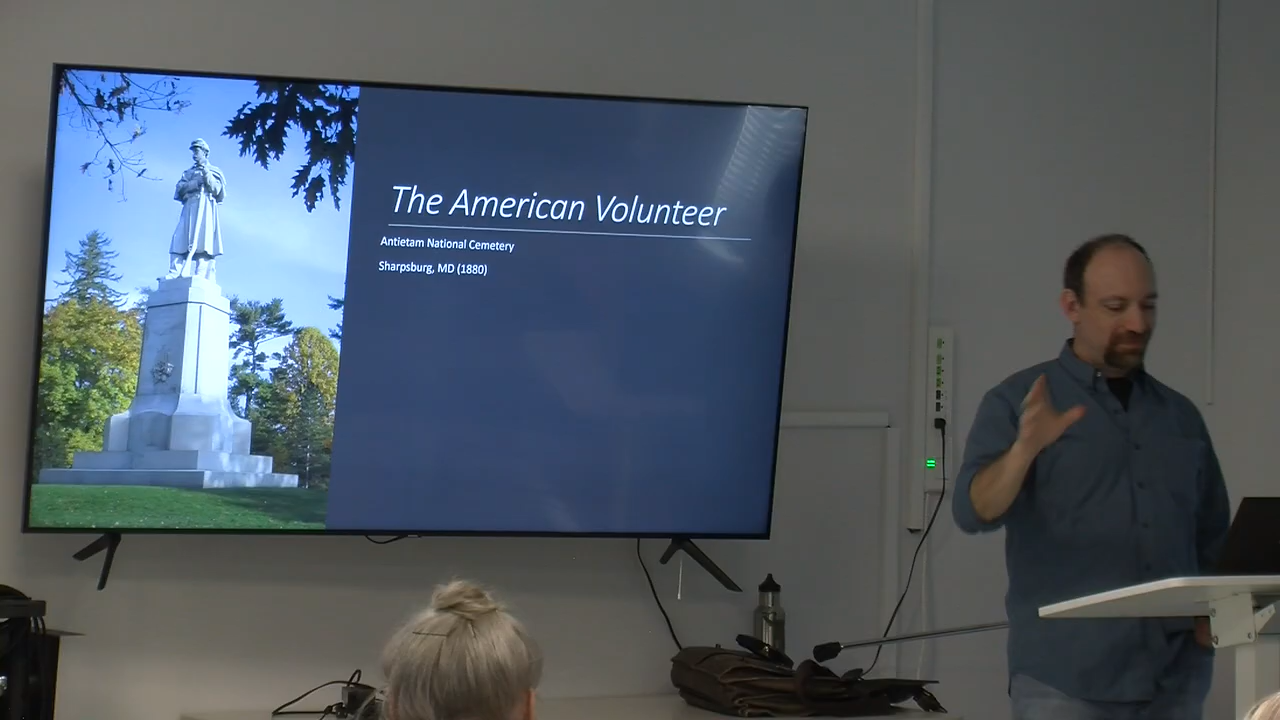 The American Volunteer
Antietam National Cemetery
Sharpsburg, MD (1880)